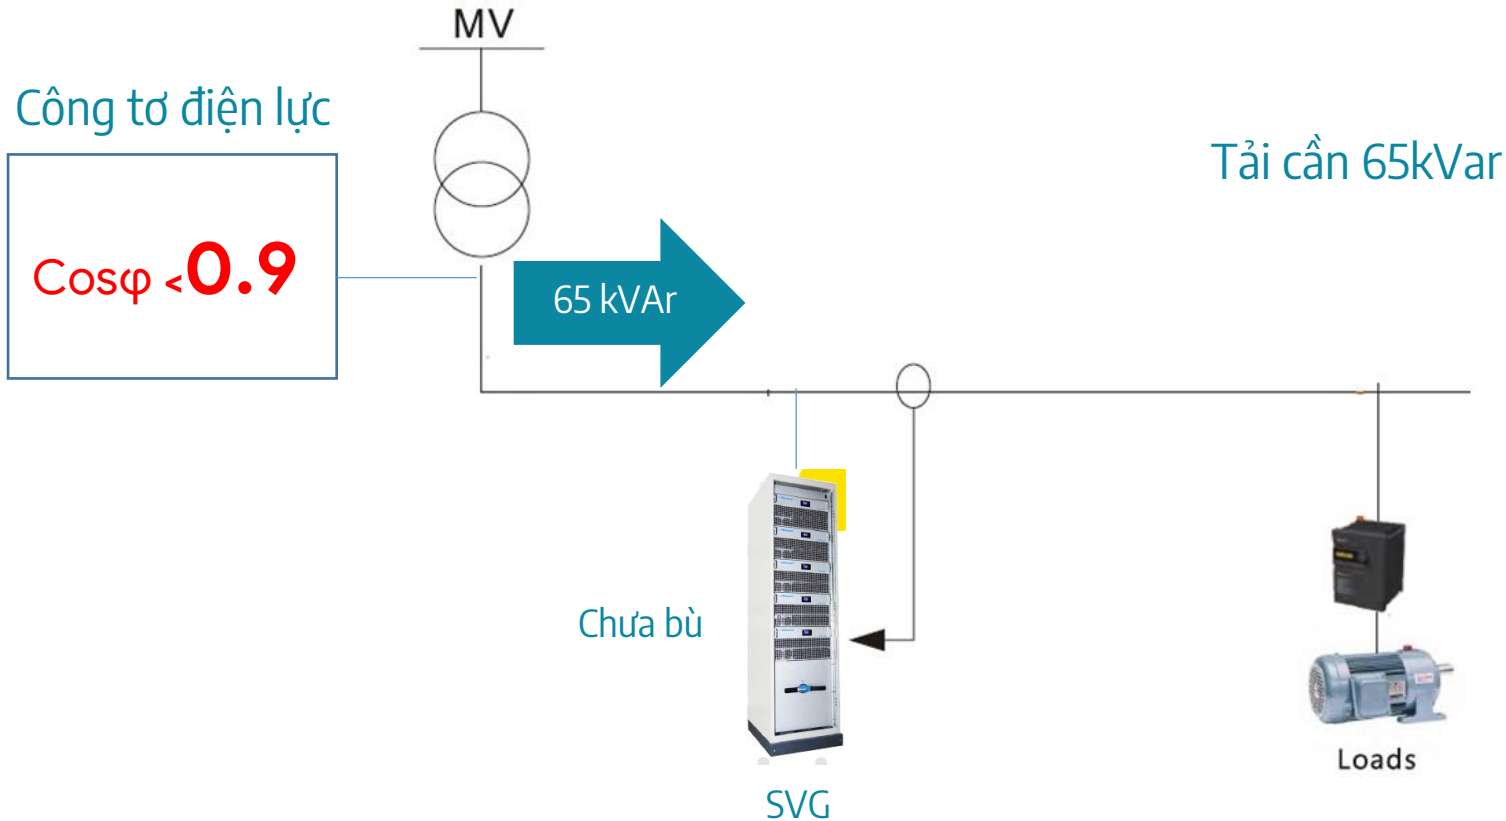 MV
Công tơ điện lực
Tải cần 65kVar
Cosφ <0.9
65 kVAr
Chưa bù
Loads
SVG